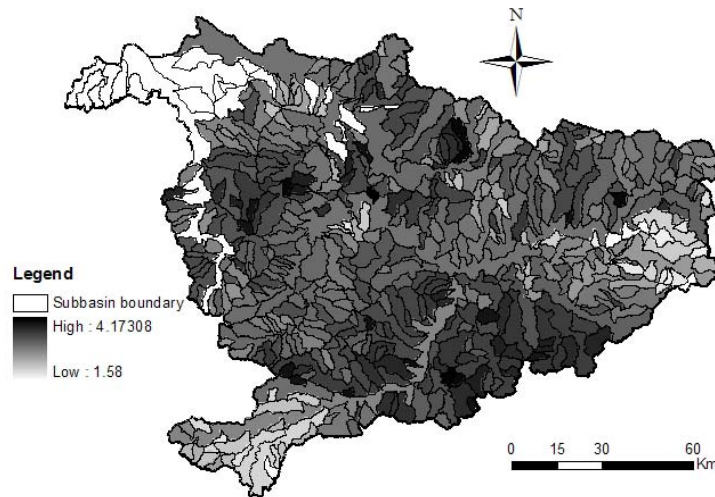 N
Legend
Subbasin boundary
High : 4.17308
Low : 1.58
0 15 30 60
Km